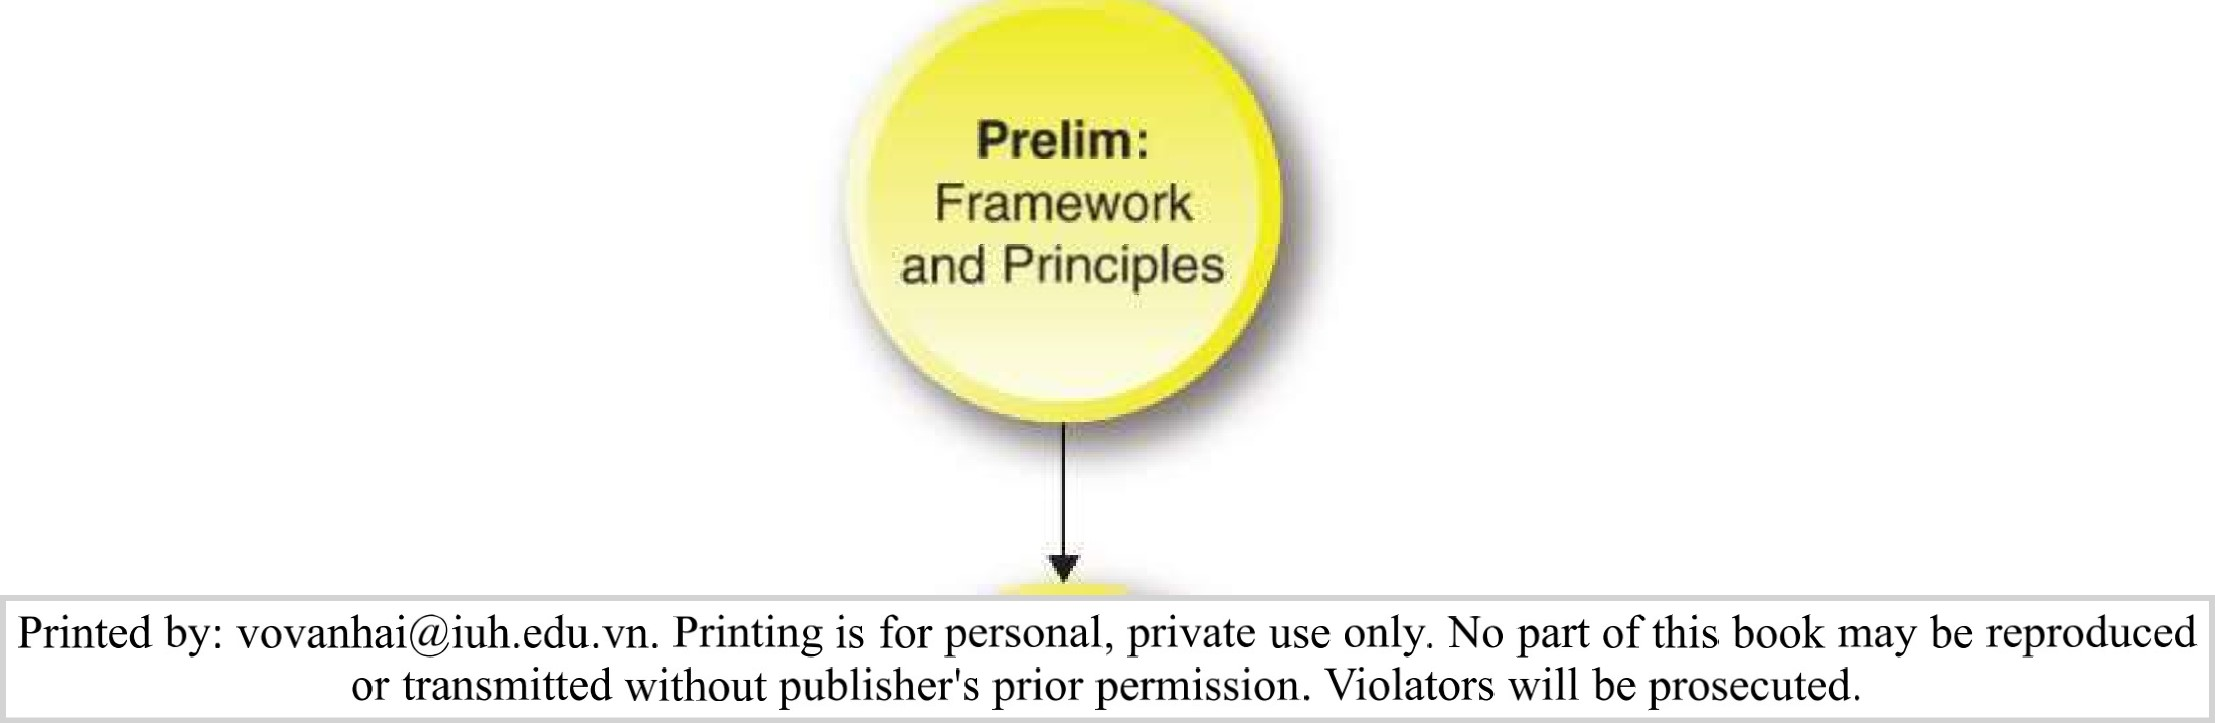 Prelim:
Framework
and Principles
Printed by: vovanhai@iuh.edu.vn. Printing is for personal, private use only. No part of this book may be reproduced
or transmitted without publisher's prior permission. Violators will be prosecuted.